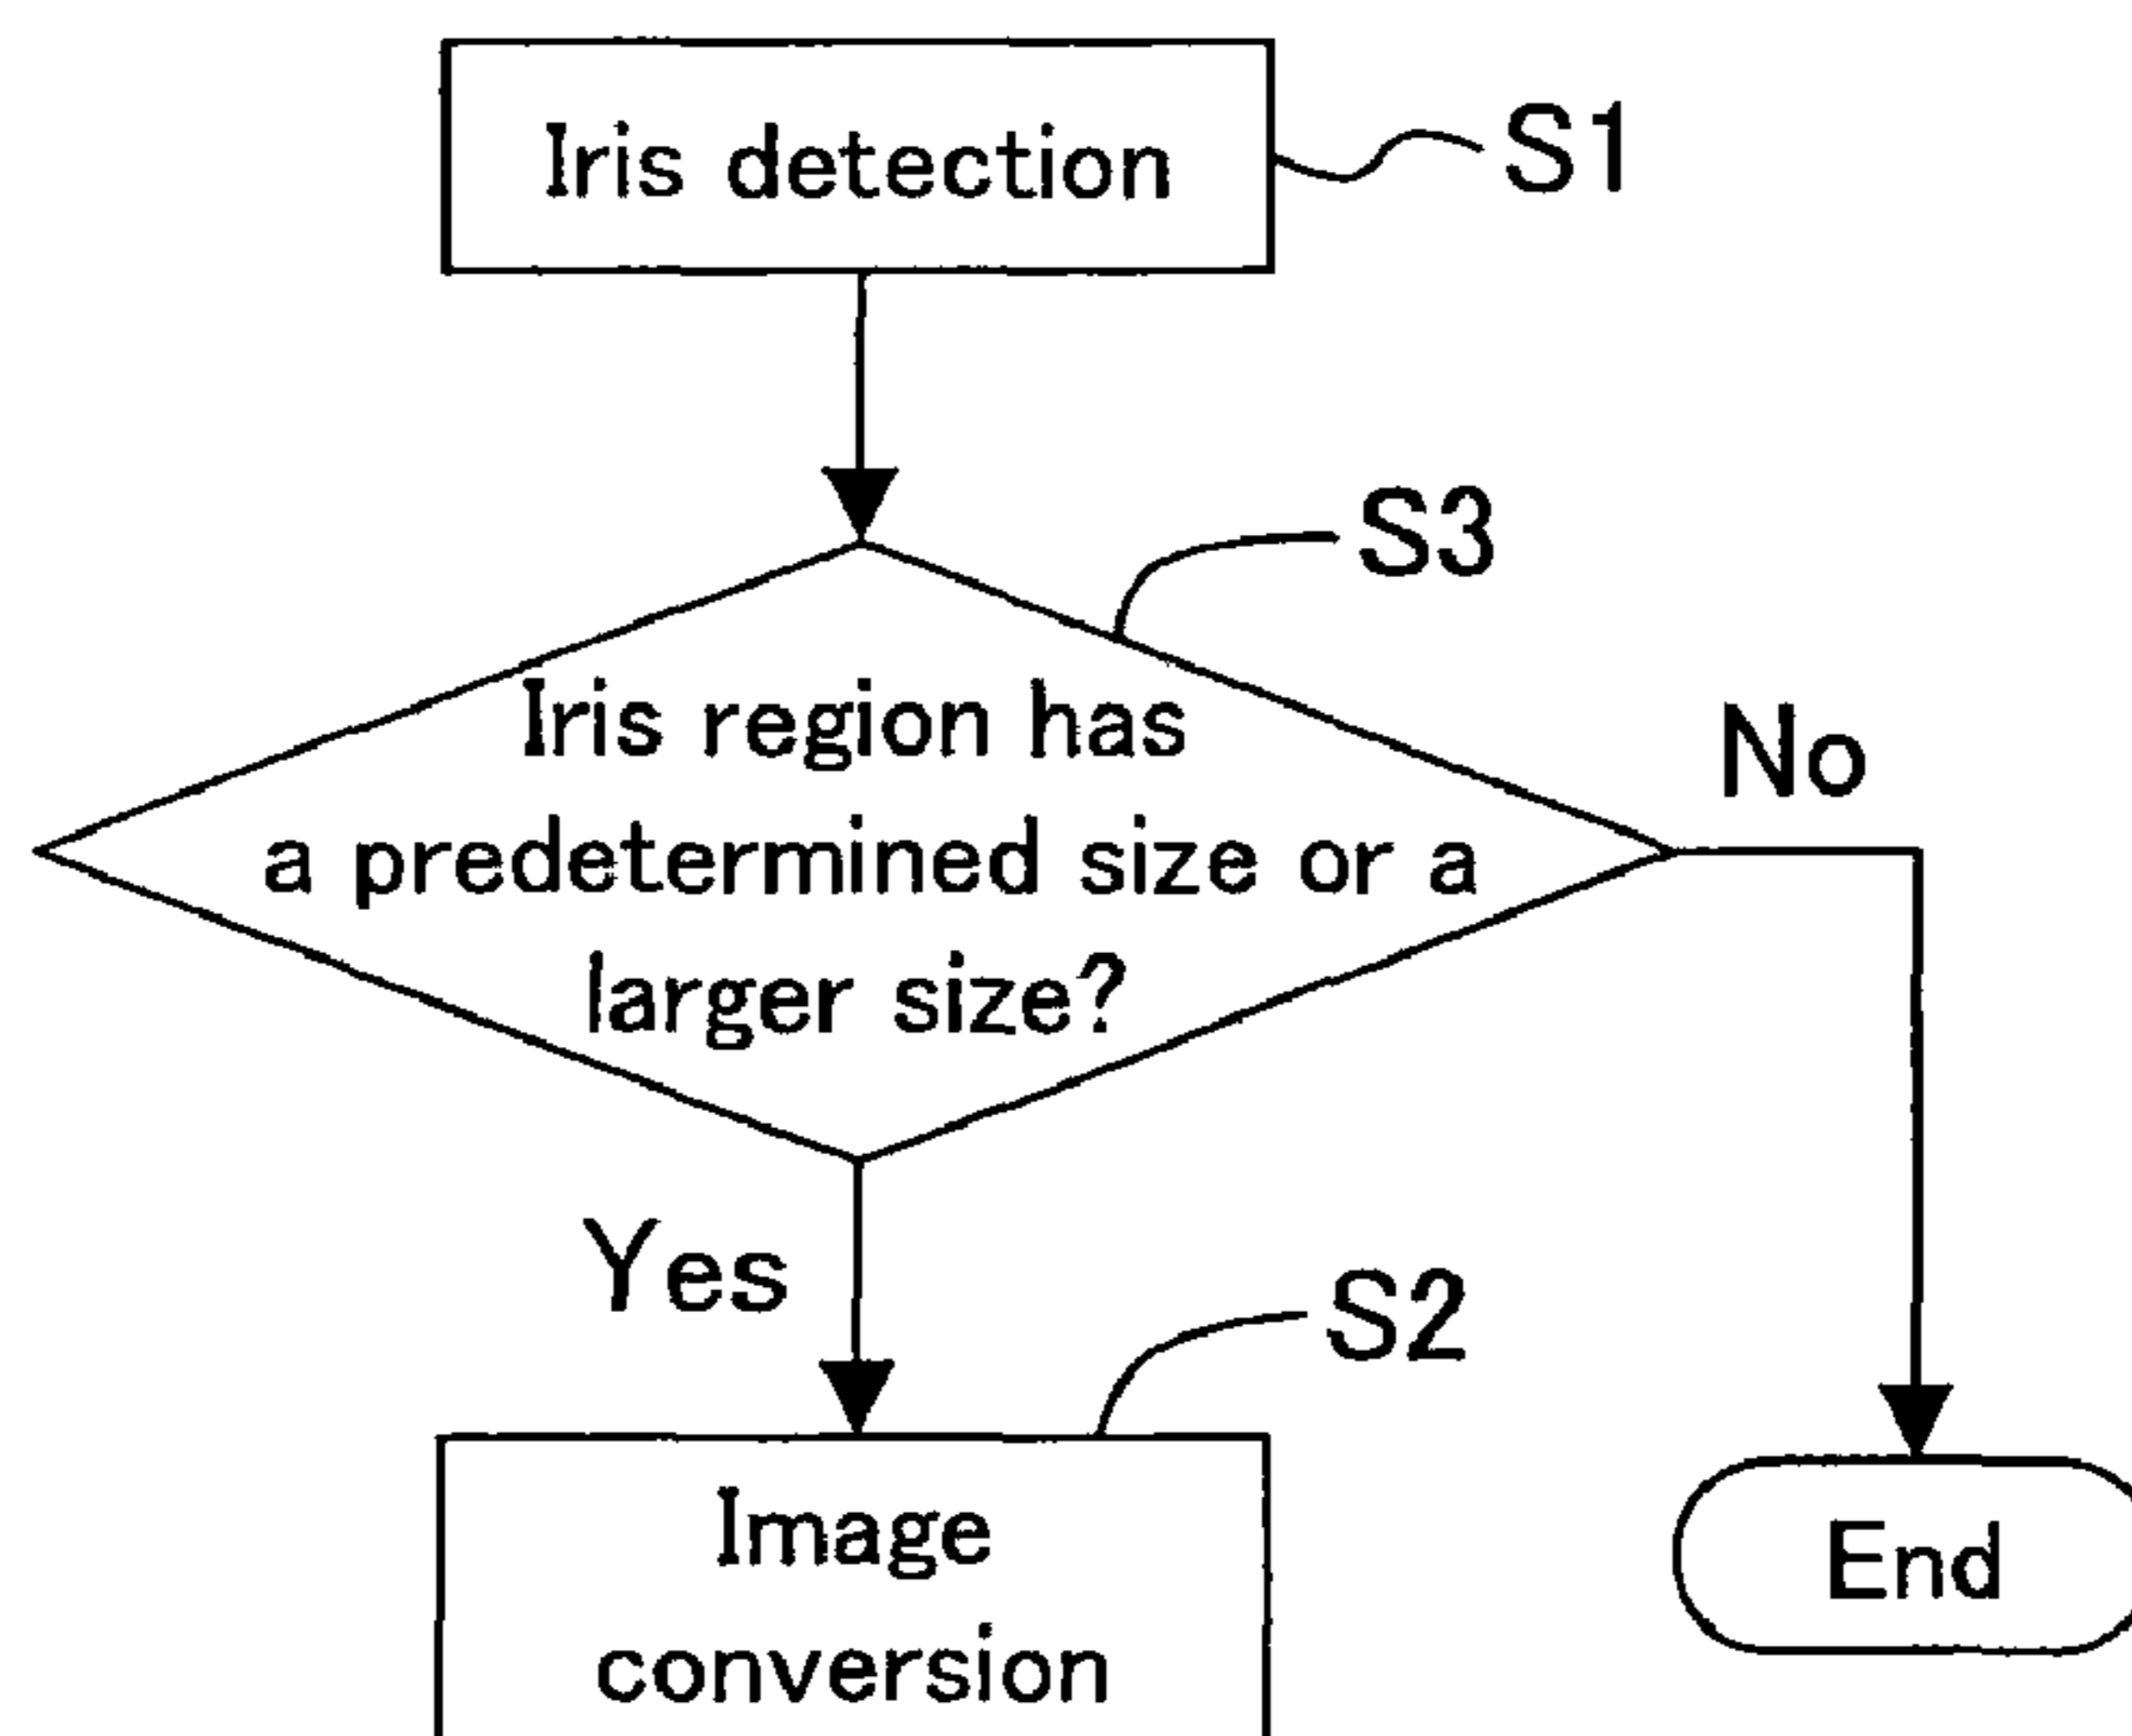 Iris detection
S1
S3
Iris region has
a predetermined size or a
larger size?
No
Yes
S2
Image
conversion
End